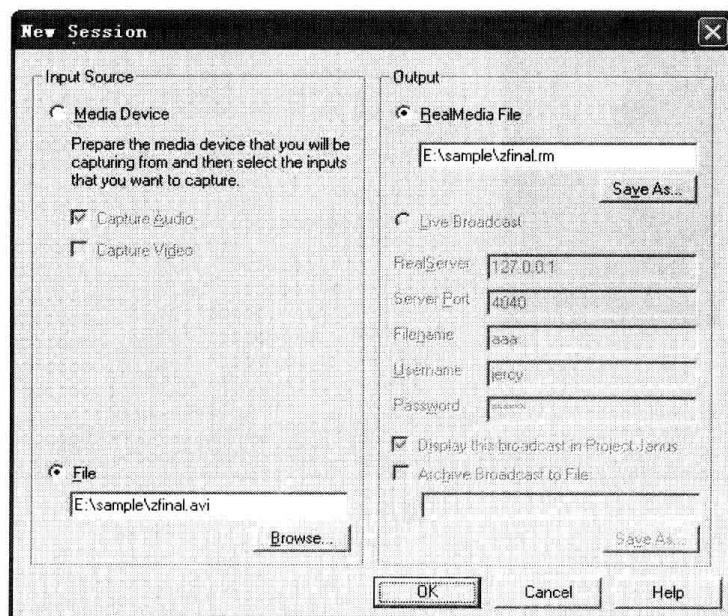 New Session
Input Source
Media Device
Prepare the media device that you will be
capturing from and then select the inputs
that you want to capture.
Capture Audio
Capture Video
File
E:\sample\zfinal.avi
Browse...
Output
RealMedia File
E:\sample\zfinal.rm
Save As...
Live Broadcast
RealServer 127.0.0.1
Server Port 4040
Filename aaa
Username jercy
Password ******
Display this broadcast in Project Janus
Archive Broadcast to File:
Save As...
OK Cancel Help